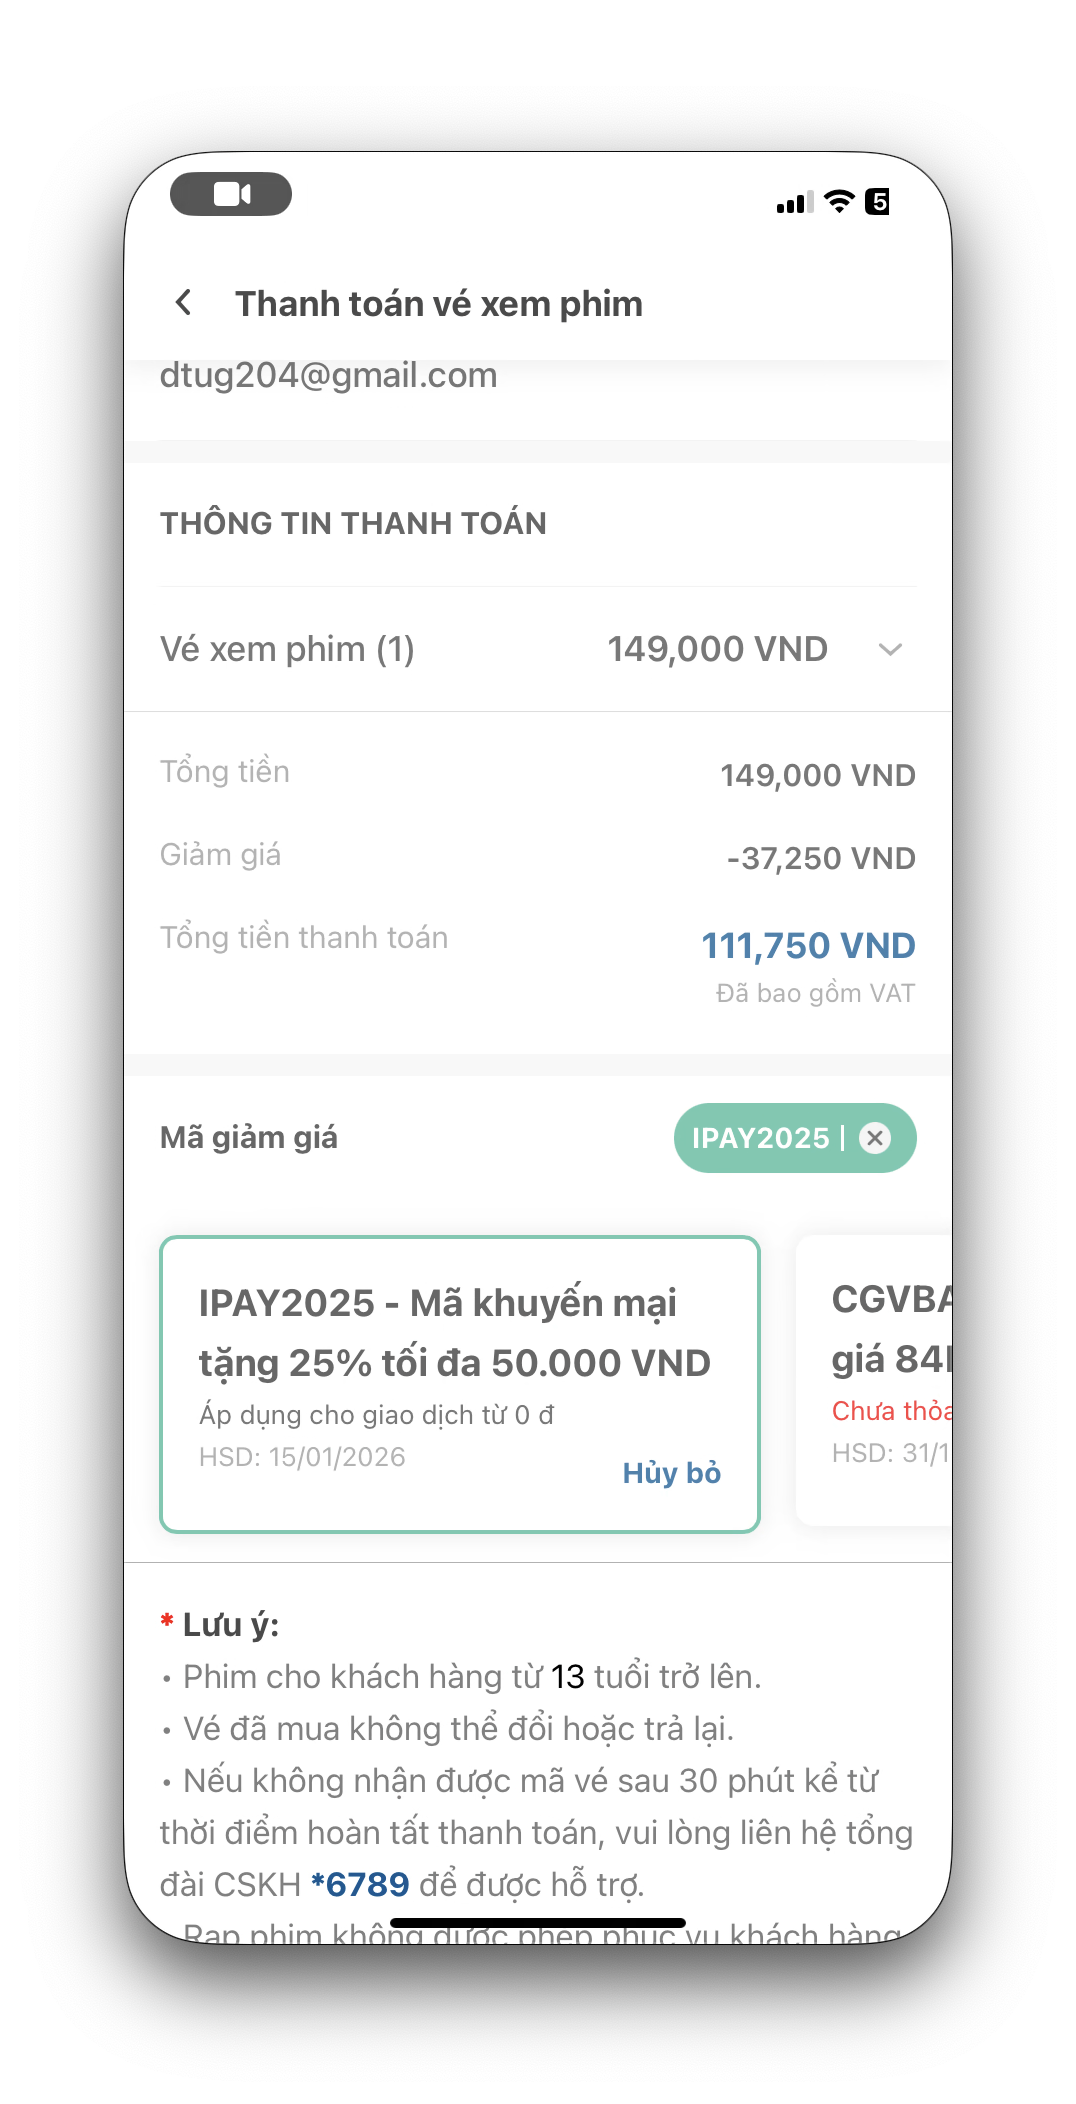 5
Thanh toán vé xem phim
dtug204@gmail.com
THÔNG TIN THANH TOÁN
Vé xem phim (1) 149,000 VND
Tổng tiền 149,000 VND
Giảm giá -37,250 VND
Tổng tiền thanh toán 111,750 VND
Đã bao gồm VAT
Mã giảm giá IPAY2025 |
IPAY2025 - Mã khuyến mại
tặng 25% tối đa 50.000 VND
Áp dụng cho giao dịch từ 0 đ
HSD: 15/01/2026
Hủy bỏ
CGVBA
giá 84
Chưa thỏa
HSD: 31/1
* Lưu ý:
• Phim cho khách hàng từ 13 tuổi trở lên.
• Vé đã mua không thể đổi hoặc trả lại.
• Nếu không nhận được mã vé sau 30 phút kể từ
thời điểm hoàn tất thanh toán, vui lòng liên hệ tổng
đài CSKH *6789 để được hỗ trợ.
Rạp phim không được phép phục vụ khách hàng